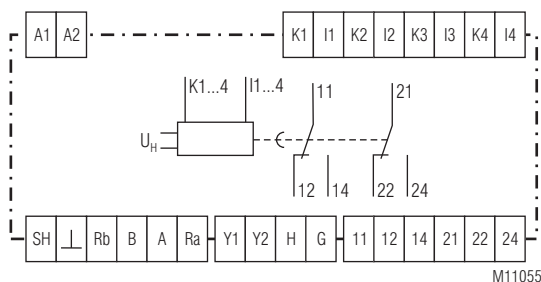 A1 A2 K1 I1 K2 I2 K3 I3 K4 I4
K1...4 I1...4 11 21
UH
12 14 22 24
SH ⊥ Rb B A Ra Y1 Y2 H G 11 12 14 21 22 24
M11055